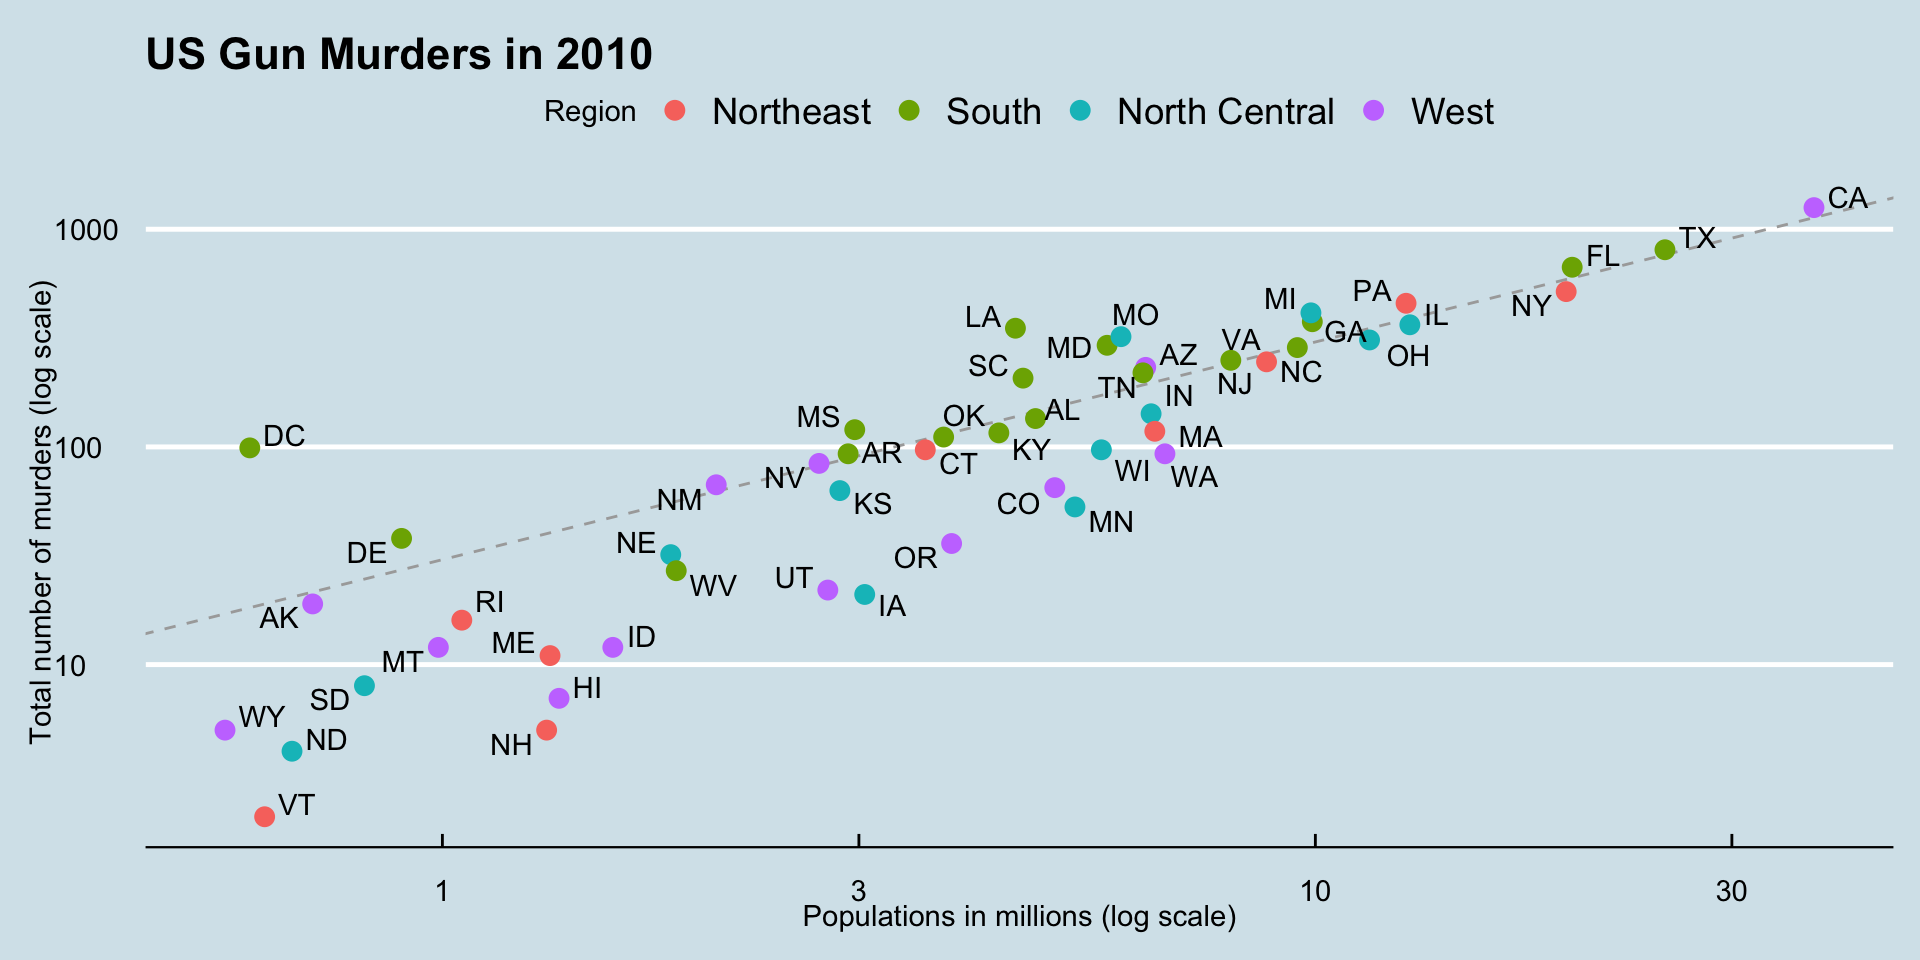 US Gun Murders in 2010
Region Northeast South North Central West
Total number of murders (log scale)
1000
100
10
CA
TX
FL
NY
PA
IL
MI
GA
OH
LA
MO
MD
VA
AZ
SC
NC
TN
NJ
IN
MS
OK
AL
DC
MA
AR
KY
CT
WI
NV
WA
NM
KS
CO
MN
NE
DE
OR
UT
WV
RI
IA
AK
ID
ME
MT
HI
SD
WY
ND
NH
VT
1 3 10 30
Populations in millions (log scale)